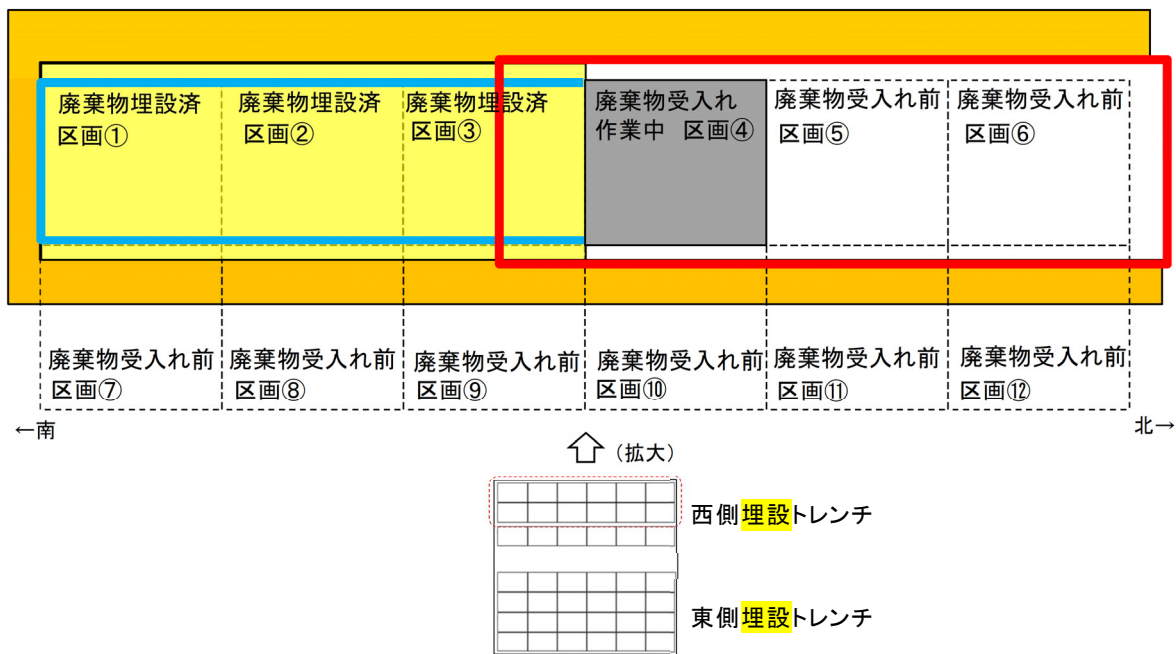 廃棄物埋設済
区画①
廃棄物埋設済
区画②
廃棄物埋設済
区画③
廃棄物受入れ
作業中 区画④
廃棄物受入れ前
区画⑤
廃棄物受入れ前
区画⑥
廃棄物受入れ前
区画⑦
廃棄物受入れ前
区画⑧
廃棄物受入れ前
区画⑨
廃棄物受入れ前
区画⑩
廃棄物受入れ前
区画⑪
廃棄物受入れ前
区画⑫
←南
北→
(拡大)
西側埋設トレンチ
東側埋設トレンチ